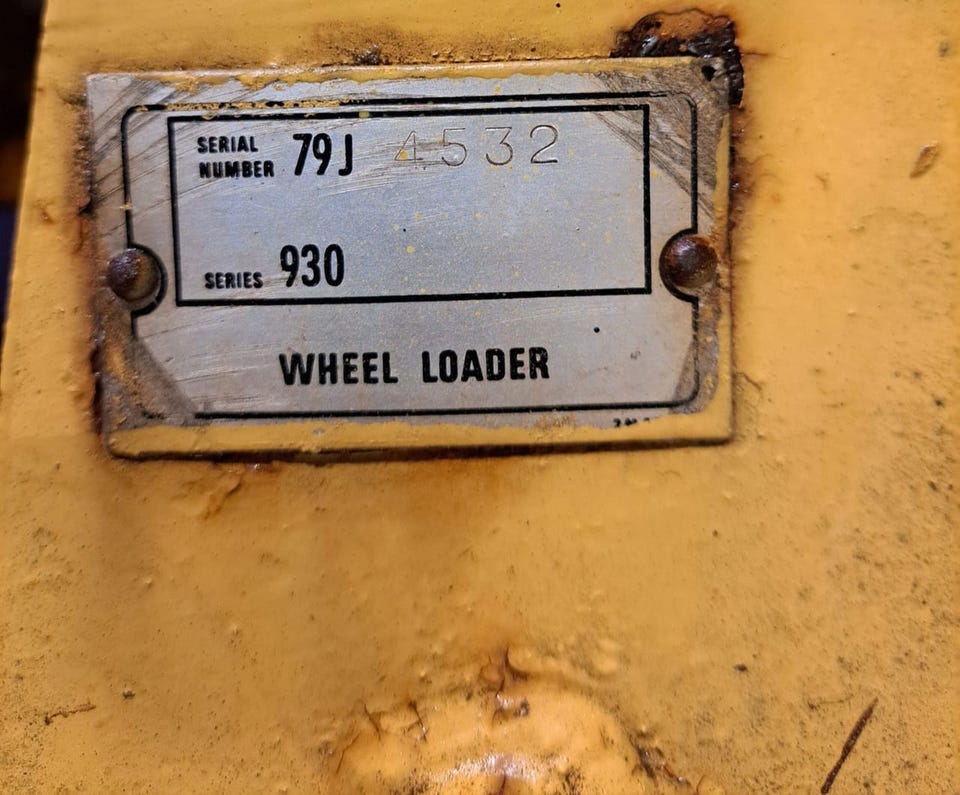 SERIAL
NUMBER 79J 4532
SERIES 930
WHEEL LOADER